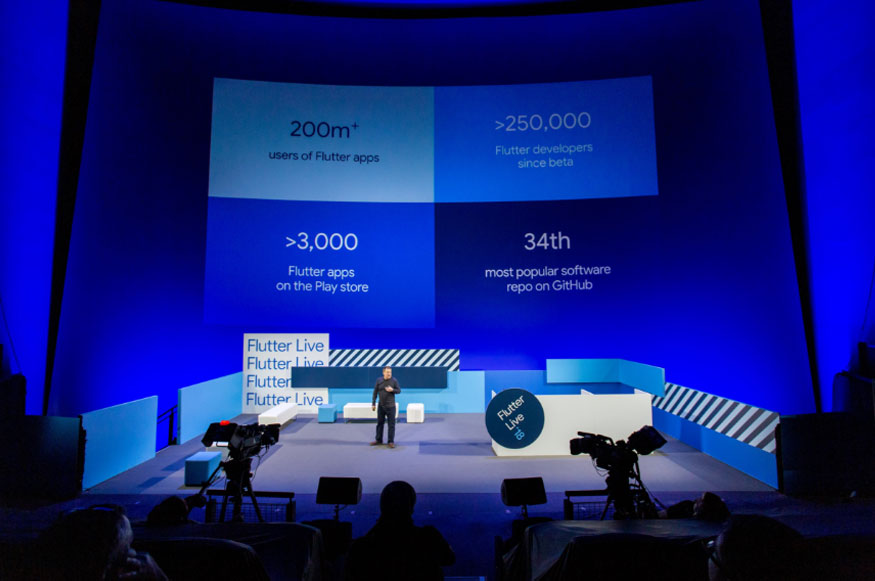 200m+
users of Flutter apps
>250,000
Flutter developers
since beta
>3,000
Flutter apps
on the Play store
34th
most popular software
repo on GitHub
Flutter Live
Flutter Live
Flutter
Flutter Live
Flutter
Live
'18